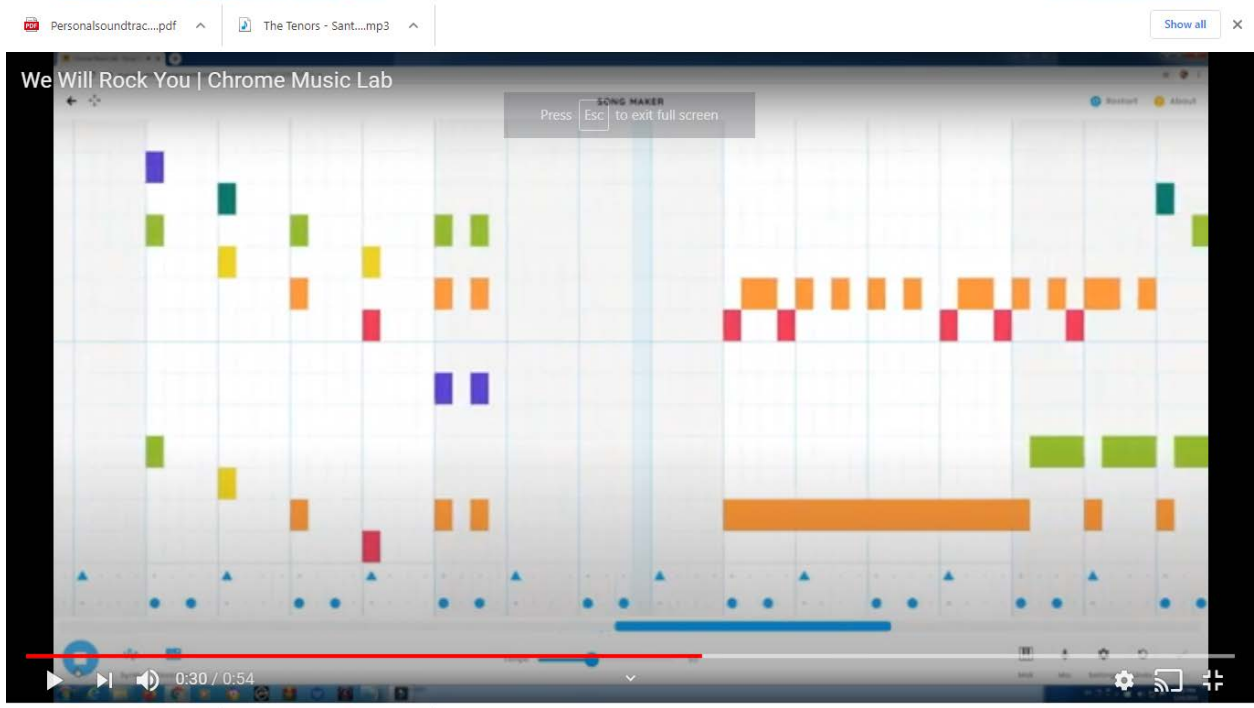 Personalsoundtrac....pdf
The Tenors - Sant....mp3
Show all
We Will Rock You | Chrome Music Lab
SONG MAKER
Press Esc to exit full screen
Restart
About
0:30 / 0:54